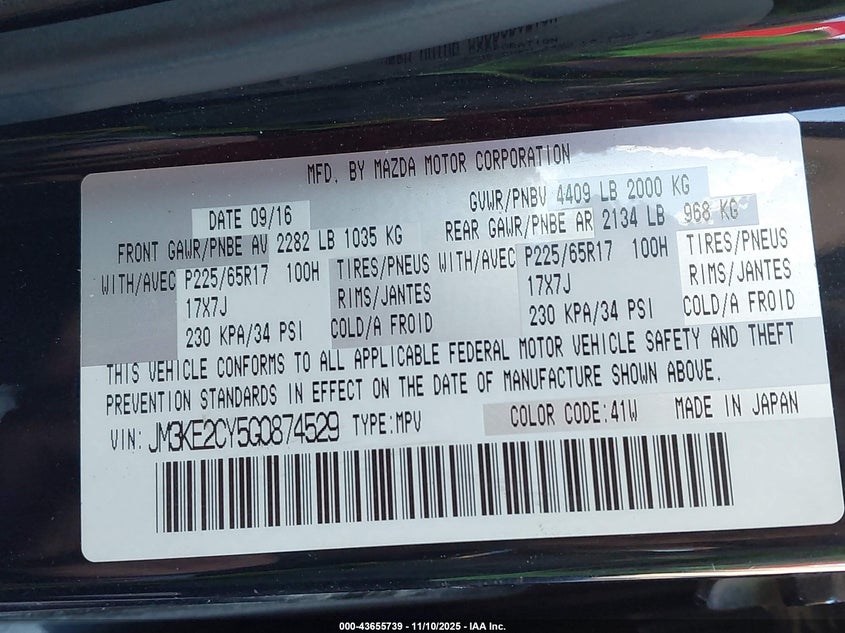 MFD. BY MAZDA MOTOR CORPORATION
DATE 09/16 GVWR/PNBV 4409 LB 2000 KG
FRONT GAWR/PNBE AV 2282 LB 1035 KG REAR GAWR/PNBE AR 2134 LB 968 KG
WITH/AVEC P225/65R17 100H TIRES/PNEUS WITH/AVEC P225/65R17 100H TIRES/PNEUS
17X7J RIMS/JANTES 17X7J RIMS/JANTES
230 KPA/34 PSI COLD/A FROID 230 KPA/34 PSI COLD/A FROID
THIS VEHICLE CONFORMS TO ALL APPLICABLE FEDERAL MOTOR VEHICLE SAFETY AND THEFT
PREVENTION STANDARDS IN EFFECT ON THE DATE OF MANUFACTURE SHOWN ABOVE.
VIN: JM3KE2CY5G0874529 TYPE:MPV COLOR CODE:41W MADE IN JAPAN
000-43655739 - 11/10/2025 - IAA Inc.